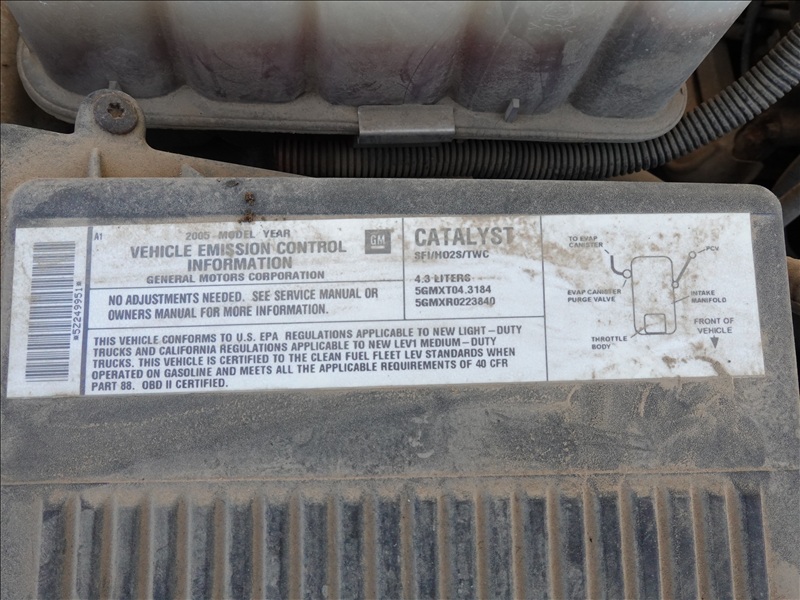 *52249951*
A1
2005 MODEL YEAR
VEHICLE EMISSION CONTROL
INFORMATION
GENERAL MOTORS CORPORATION
GM
NO ADJUSTMENTS NEEDED. SEE SERVICE MANUAL OR
OWNERS MANUAL FOR MORE INFORMATION.
CATALYST
SFI/HO2S/TWC
4.3 LITERS
5GMXT04.3184
5GMXR0223840
THIS VEHICLE CONFORMS TO U.S. EPA REGULATIONS APPLICABLE TO NEW LIGHT-DUTY
TRUCKS AND CALIFORNIA REGULATIONS APPLICABLE TO NEW LEV1 MEDIUM-DUTY
TRUCKS. THIS VEHICLE IS CERTIFIED TO THE CLEAN FUEL FLEET LEV STANDARDS WHEN
OPERATED ON GASOLINE AND MEETS ALL THE APPLICABLE REQUIREMENTS OF 40 CFR
PART 88. OBD II CERTIFIED.
TO EVAP
CANISTER
PCV
EVAP CANISTER
PURGE VALVE
INTAKE
MANIFOLD
THROTTLE
BODY
FRONT OF
VEHICLE